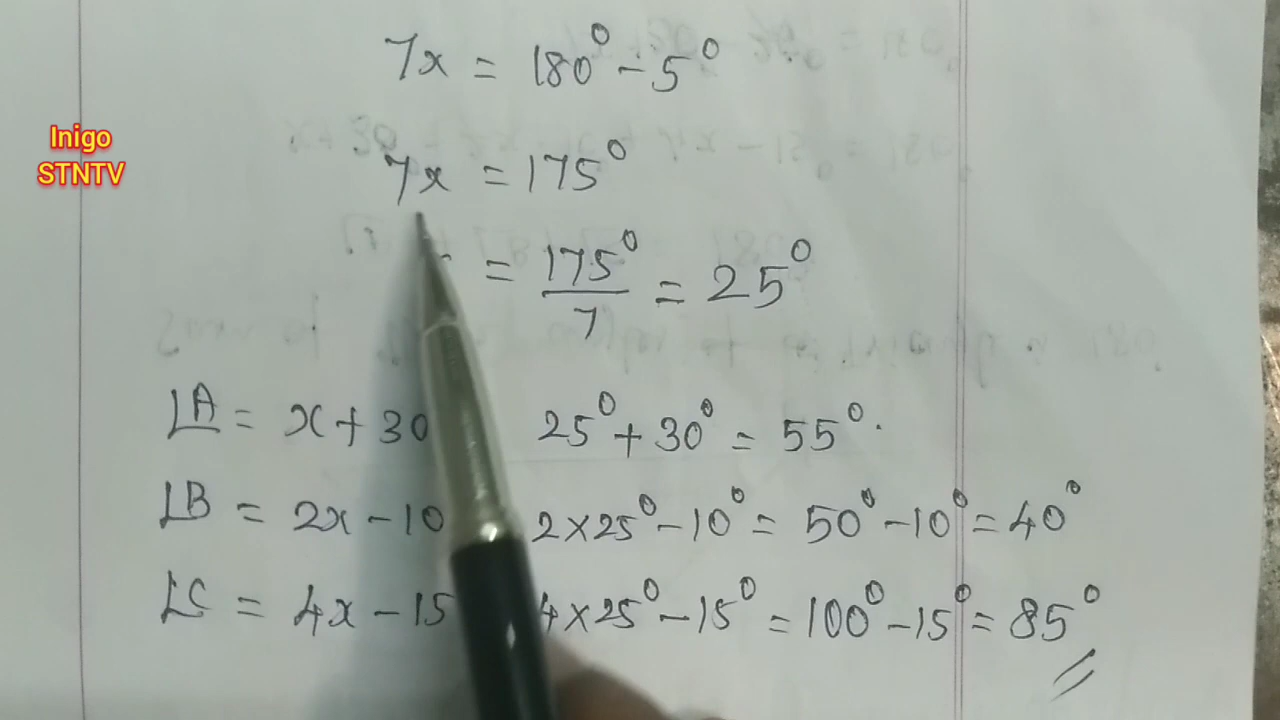 7x = 180° - 5°
Inigo
STNTV
7x = 175°
= 175°/7 = 25°
∠A = x + 30 25° + 30° = 55°.
∠B = 2x - 10 2 × 25° - 10° = 50° - 10° = 40°
∠C = 4x - 15 4 × 25° - 15° = 100° - 15° = 85°